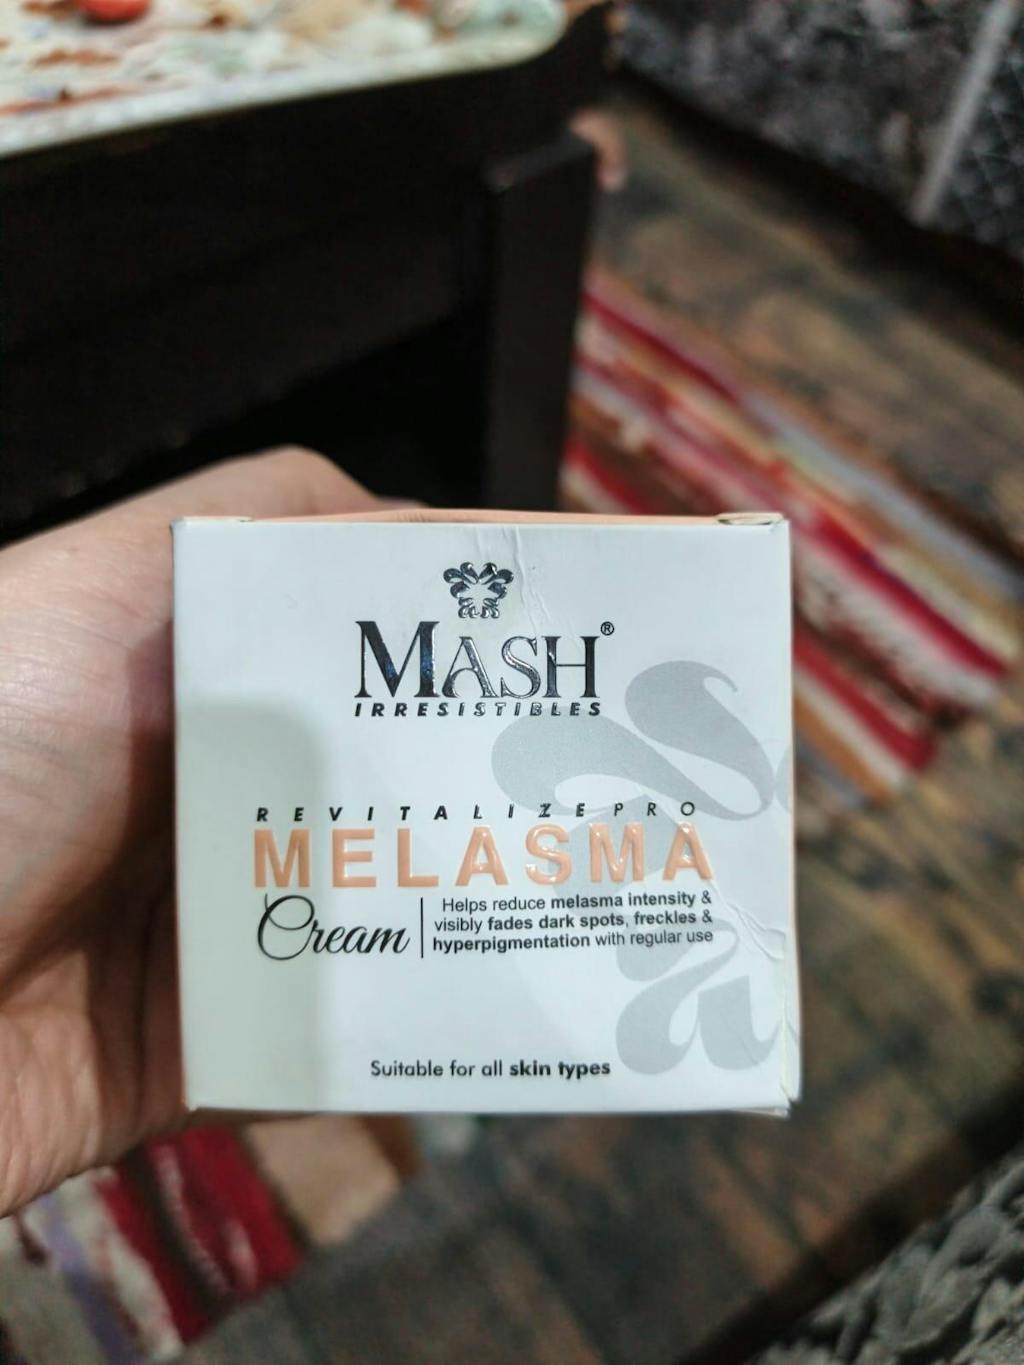 MASH®
IRRESISTIBLES
REVITALIZEPRO
MELASMA
Cream
Helps reduce melasma intensity &
visibly fades dark spots, freckles &
hyperpigmentation with regular use
Suitable for all skin types